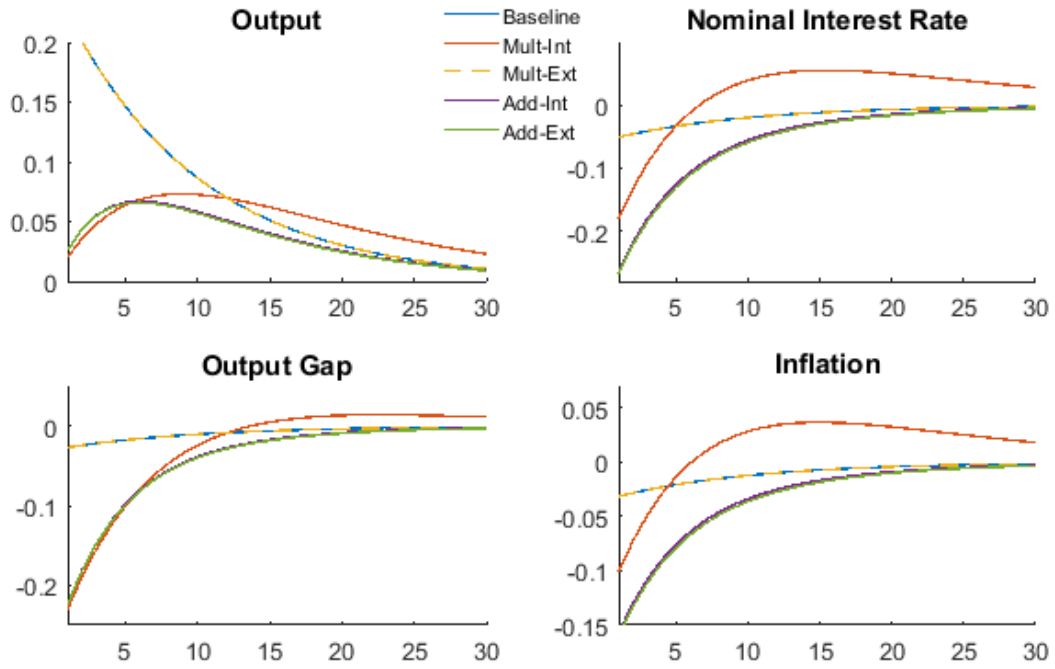 Output
Baseline
Mult-Int
Mult-Ext
Add-Int
Add-Ext
0.2
0.15
0.1
0.05
0
5 10 15 20 25 30
Nominal Interest Rate
0
-0.1
-0.2
5 10 15 20 25 30
Output Gap
0
-0.1
-0.2
5 10 15 20 25 30
Inflation
0.05
0
-0.05
-0.1
-0.15
5 10 15 20 25 30